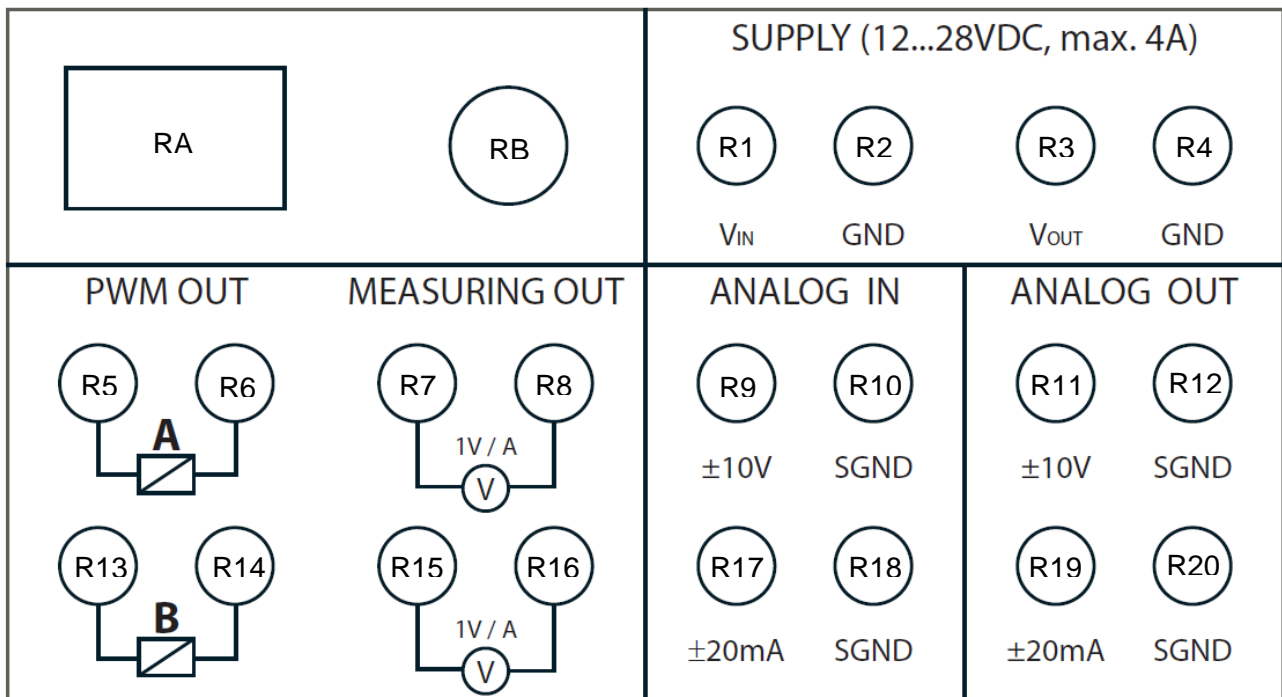 SUPPLY (12...28VDC, max. 4A)
RA RB R1 R2 R3 R4
VIN GND VOUT GND
PWM OUT MEASURING OUT ANALOG IN ANALOG OUT
R5 R6 R7 R8 R9 R10 R11 R12
A 1V / A
V
±10V SGND ±10V SGND
R13 R14 R15 R16 R17 R18 R19 R20
B 1V / A
V
±20mA SGND ±20mA SGND